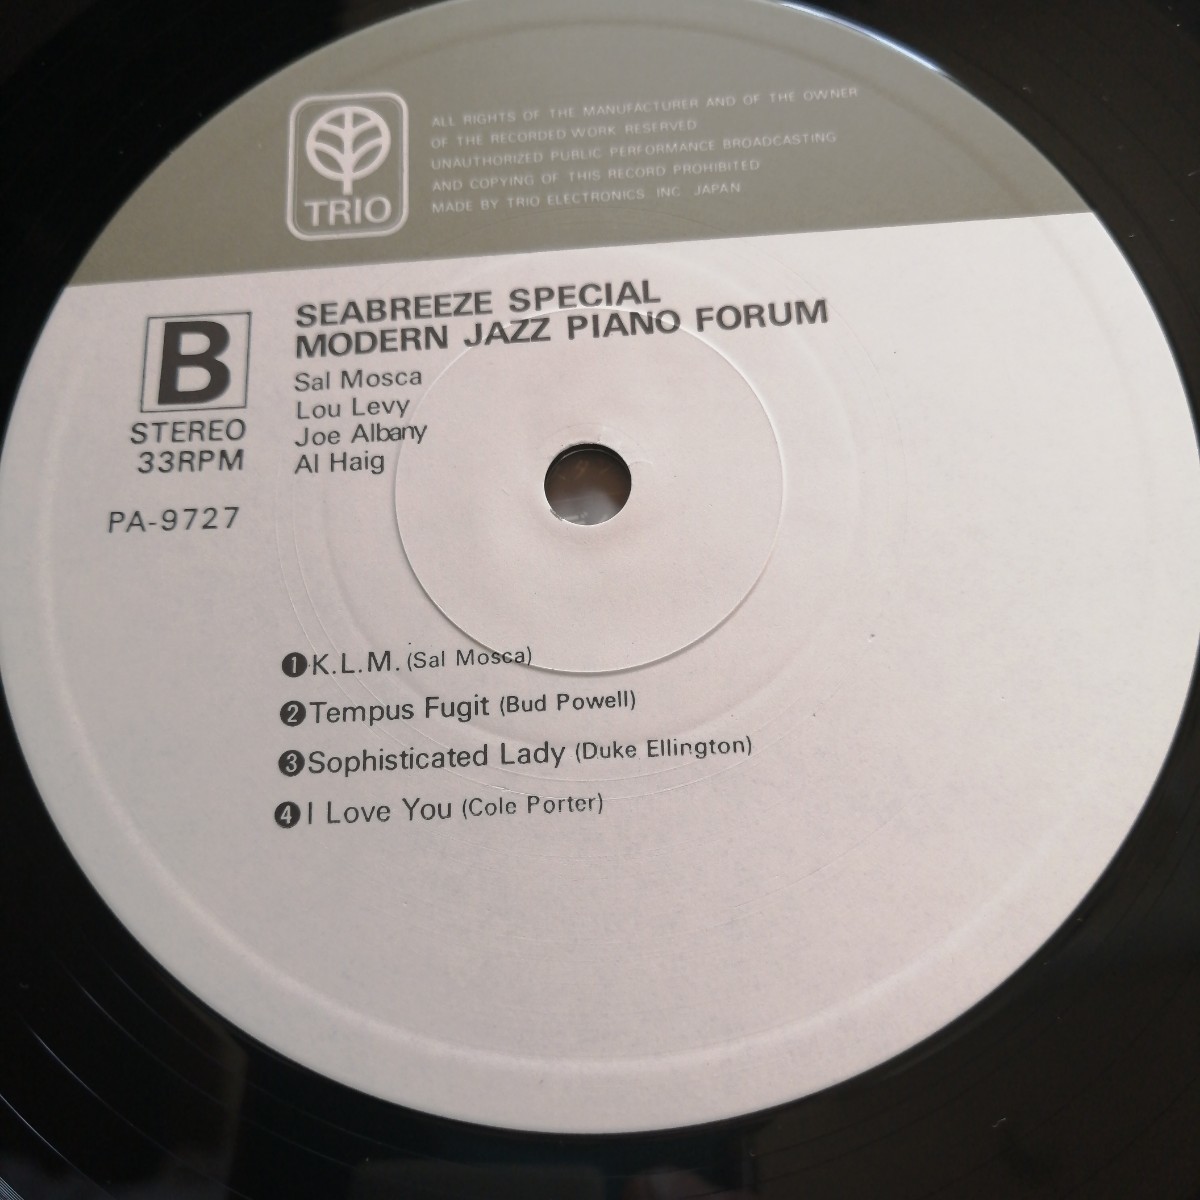 TRIO
ALL RIGHTS OF THE MANUFACTURER AND OF THE OWNER
OF THE RECORDED WORK RESERVED
UNAUTHORIZED PUBLIC PERFORMANCE BROADCASTING
AND COPYING OF THIS RECORD PROHIBITED
MADE BY TRIO ELECTRONICS. INC. JAPAN
B
STEREO
33RPM
PA-9727
SEABREEZE SPECIAL
MODERN JAZZ PIANO FORUM
Sal Mosca
Lou Levy
Joe Albany
Al Haig
❶K.L.M. (Sal Mosca)
❷Tempus Fugit (Bud Powell)
❸Sophisticated Lady (Duke Ellington)
❹I Love You (Cole Porter)